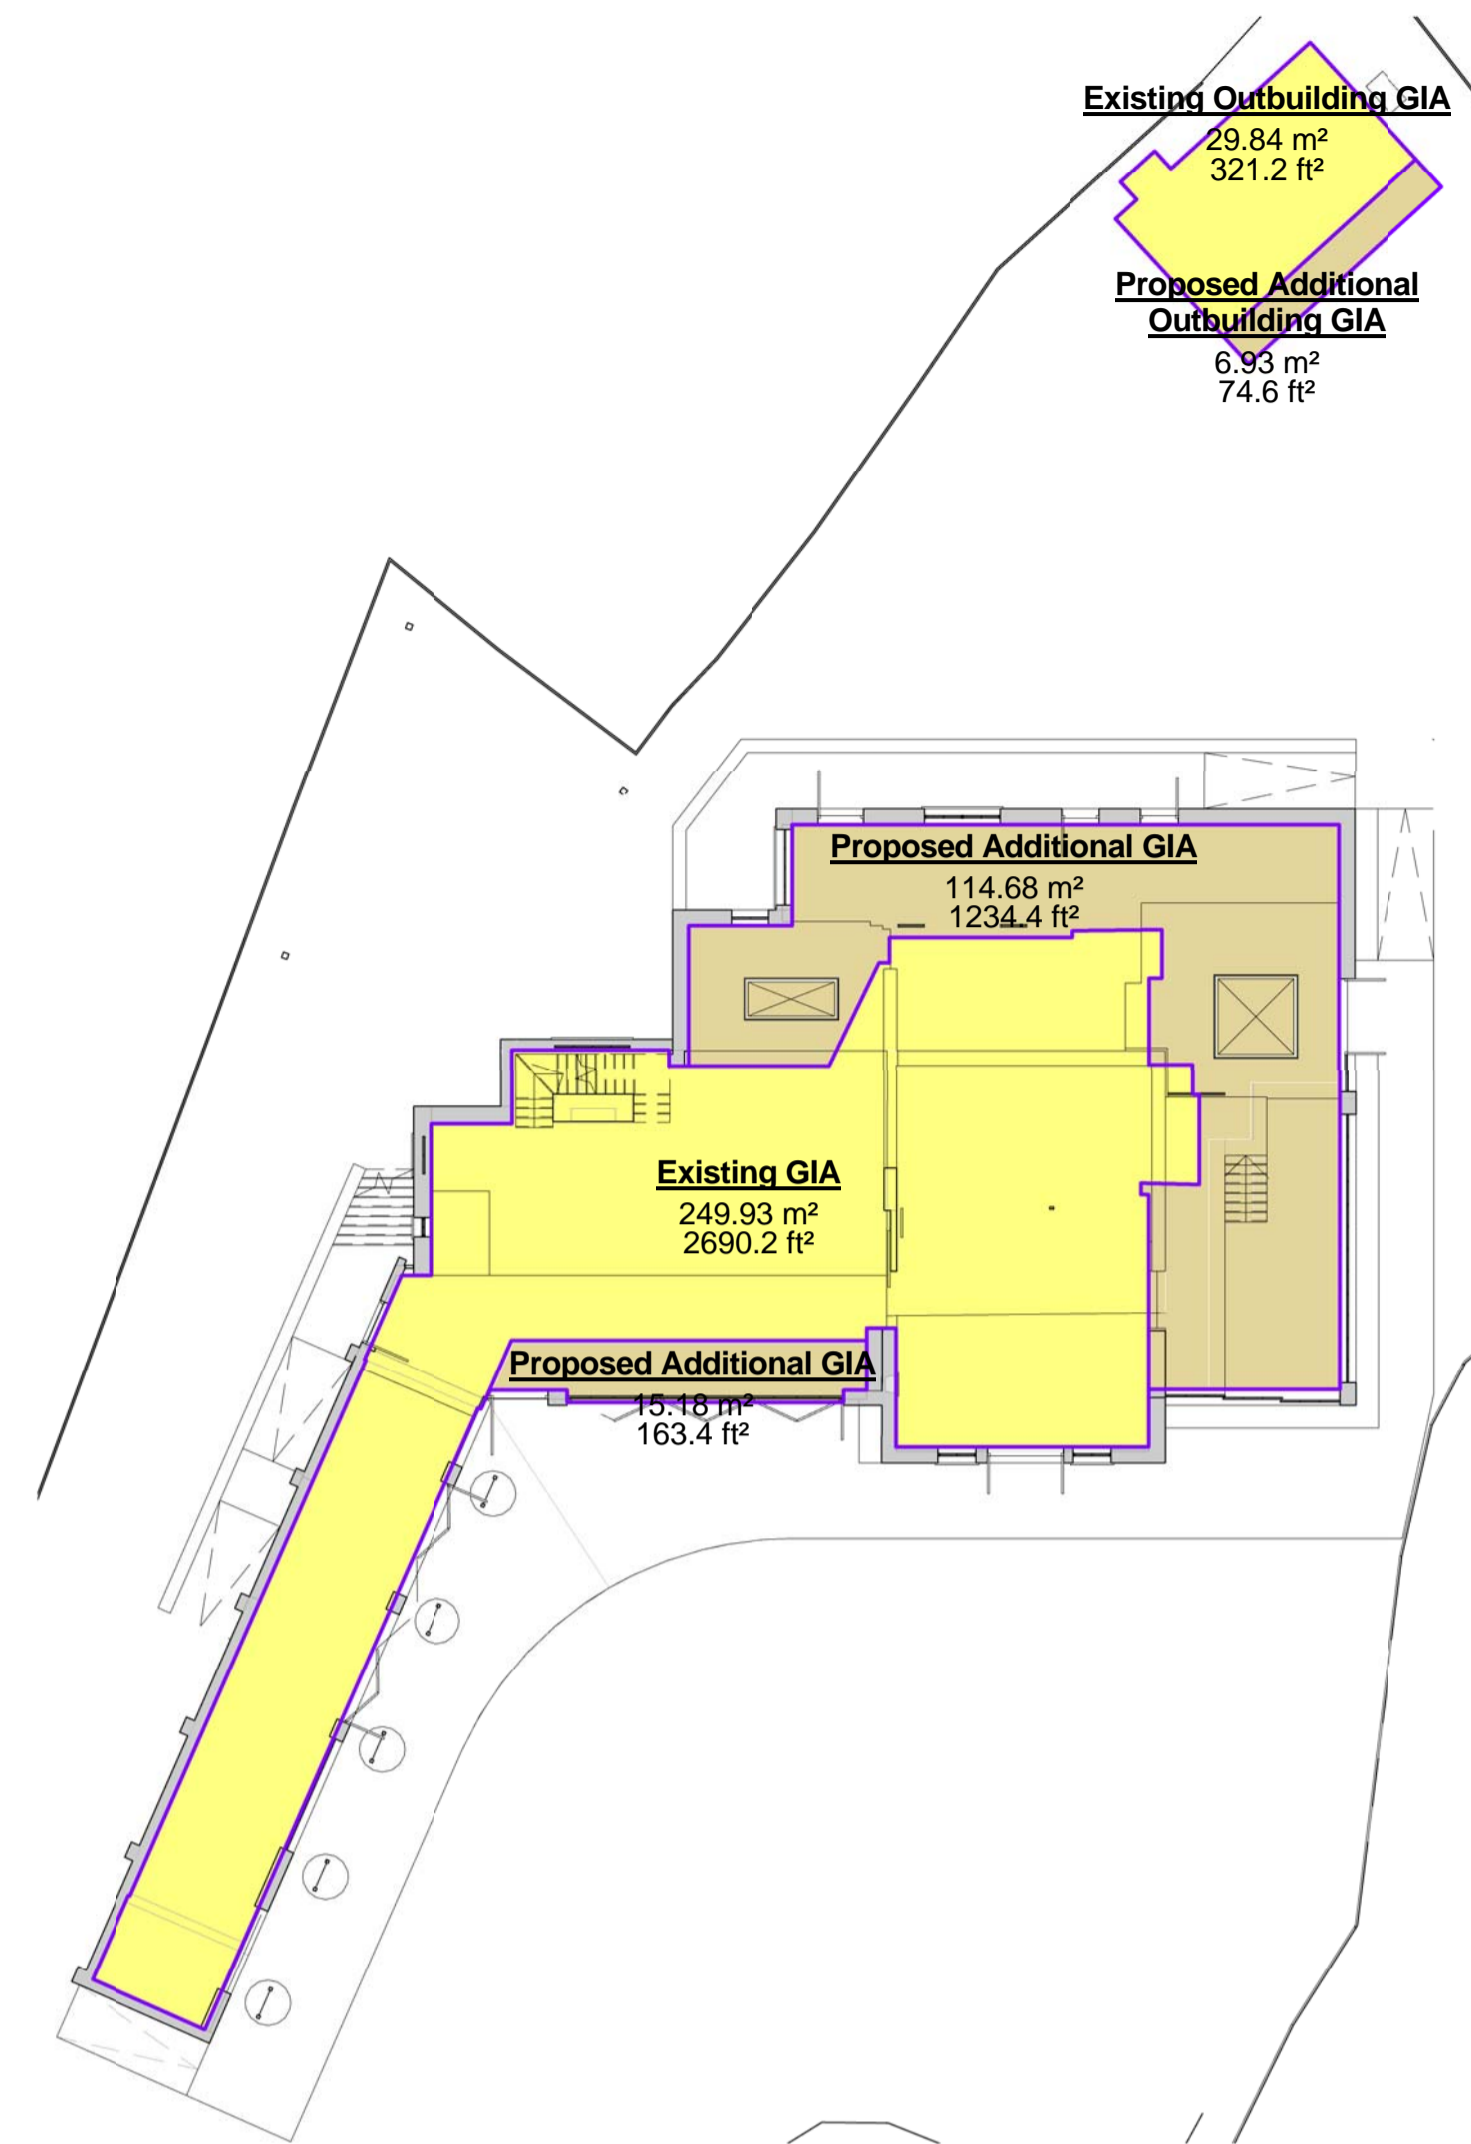 Existing Outbuilding GIA
29.84 m²
321.2 ft²
Proposed Additional
Outbuilding GIA
6.93 m²
74.6 ft²
Proposed Additional GIA
114.68 m²
1234.4 ft²
Existing GIA
249.93 m²
2690.2 ft²
Proposed Additional GIA
15.18 m²
163.4 ft²